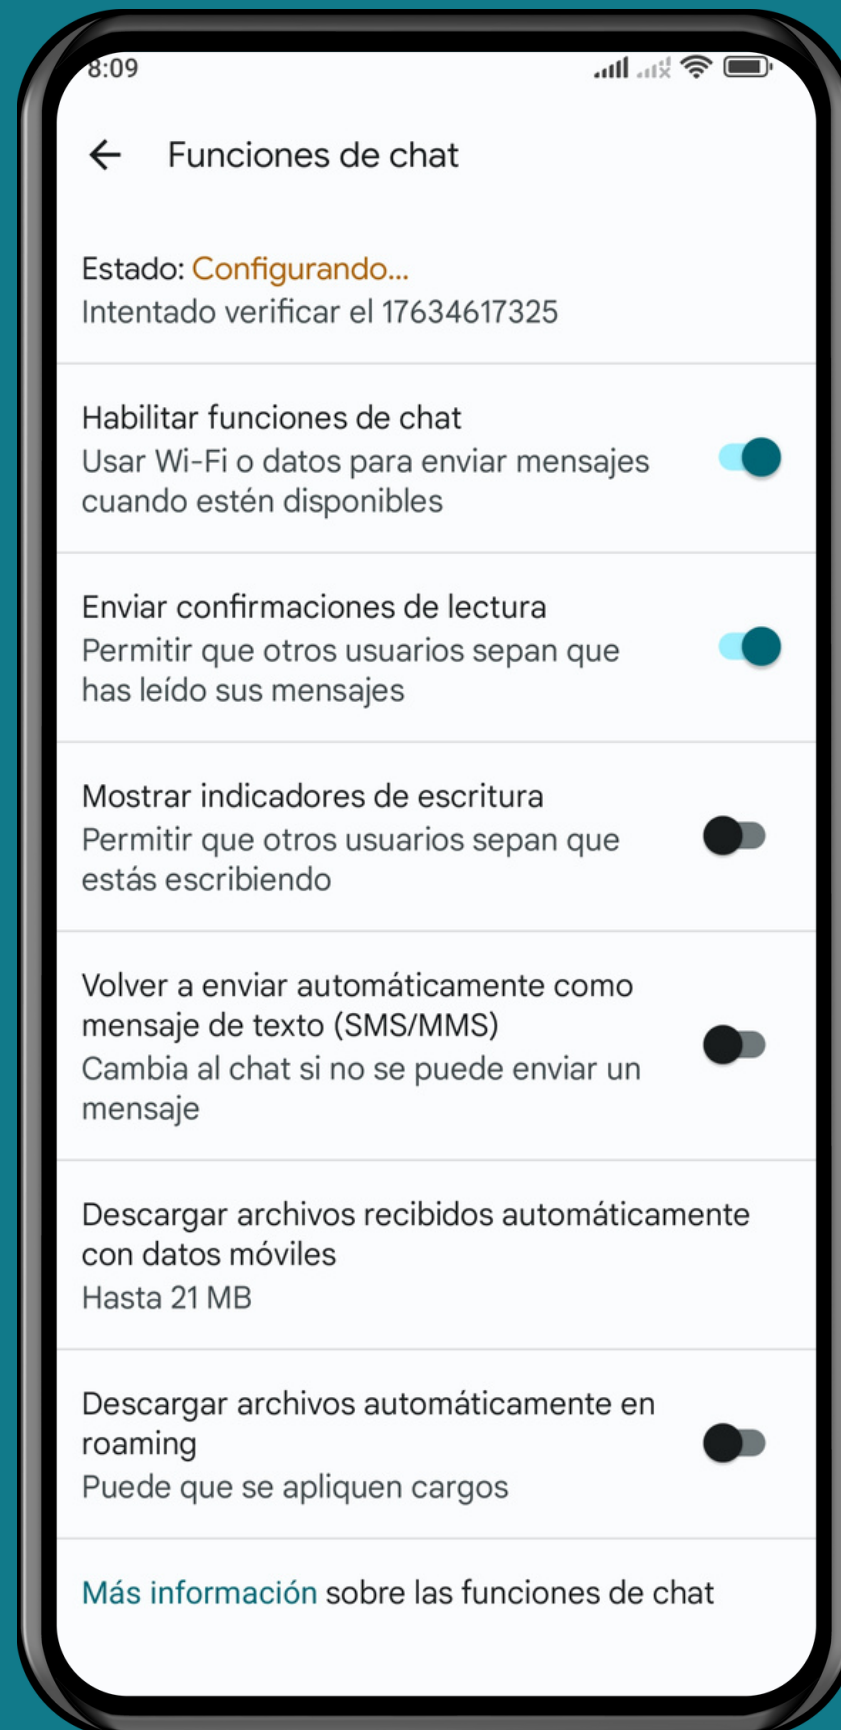 8:09
Funciones de chat
Estado: Configurando...
Intentado verificar el 17634617325
Habilitar funciones de chat
Usar Wi-Fi o datos para enviar mensajes
cuando estén disponibles
Enviar confirmaciones de lectura
Permitir que otros usuarios sepan que
has leído sus mensajes
Mostrar indicadores de escritura
Permitir que otros usuarios sepan que
estás escribiendo
Volver a enviar automáticamente como
mensaje de texto (SMS/MMS)
Cambia al chat si no se puede enviar un
mensaje
Descargar archivos recibidos automáticamente
con datos móviles
Hasta 21 MB
Descargar archivos automáticamente en
roaming
Puede que se apliquen cargos
Más información sobre las funciones de chat